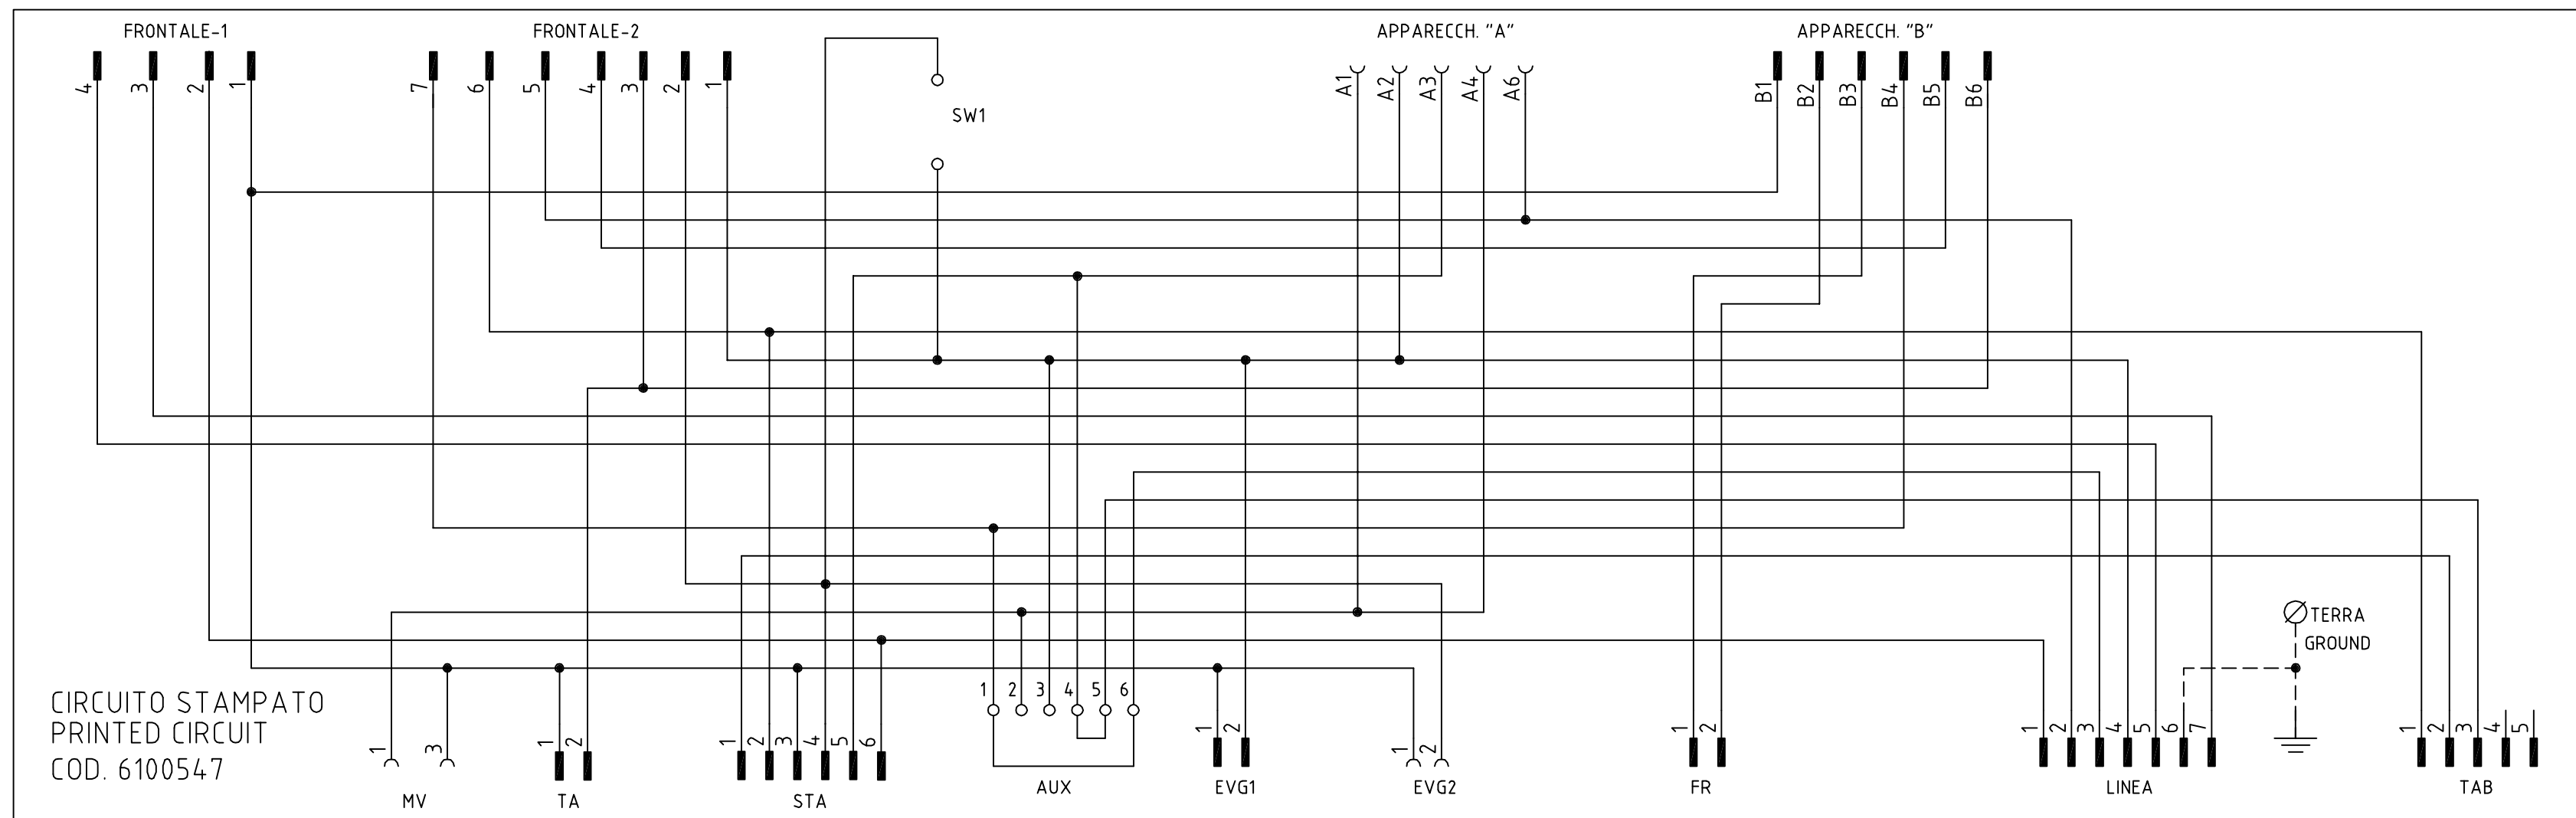 FRONTALE-1
FRONTALE-2
APPARECCH. "A"
APPARECCH. "B"
4 3 2 1
7 6 5 4 3 2 1
A1 A2 A3 A4 A6
B1 B2 B3 B4 B5 B6
SW1
TERRA
GROUND
CIRCUITO STAMPATO
PRINTED CIRCUIT
COD. 6100547
1 3
MV
1 2
TA
1 2 3 4 5 6
STA
1 2 3 4 5 6
AUX
1 2
EVG1
1 2
EVG2
1 2
FR
1 2 3 4 5 6 7
LINEA
1 2 3 4 5
TAB